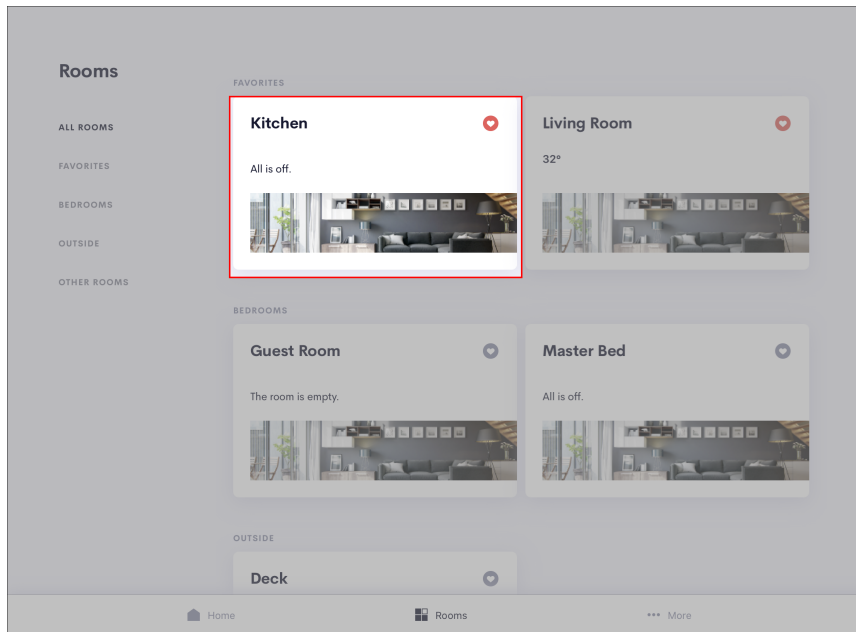 Rooms
ALL ROOMS
FAVORITES
BEDROOMS
OUTSIDE
OTHER ROOMS
FAVORITES
Kitchen
All is off.
Living Room
32°
BEDROOMS
Guest Room
The room is empty.
Master Bed
All is off.
OUTSIDE
Deck
Home
Rooms
More